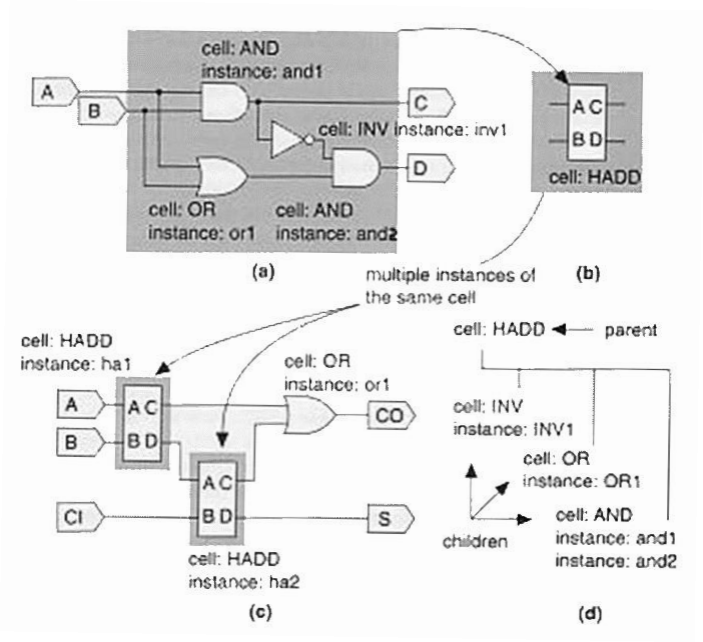 cell: AND
instance: and1
A
B
C
cell: INV instance: inv1
D
cell: OR
instance: or1
cell: AND
instance: and2
(a)
A C
B D
cell: HADD
(b)
multiple instances of
the same cell
cell: HADD
instance: ha1
A
B
CI
A C
B D
A C
B D
cell: OR
instance: or1
CO
S
cell: HADD
instance: ha2
(c)
cell: HADD
parent
cell: INV
instance: INV1
cell: OR
instance: OR1
cell: AND
instance: and1
instance: and2
children
(d)